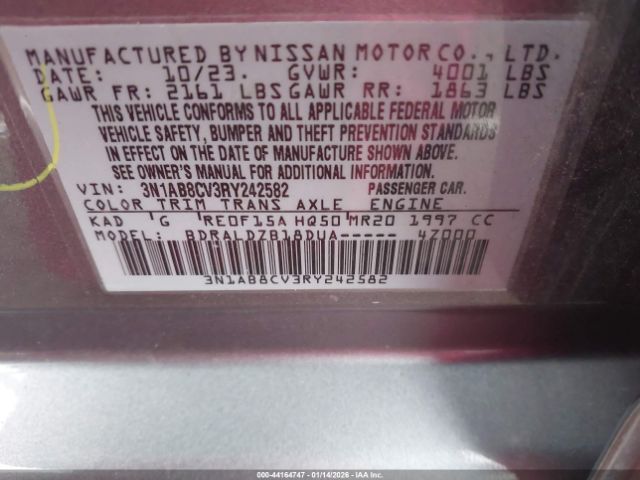 MANUFACTURED BY NISSAN MOTOR CO., LTD.
DATE: 10/23. GVWR: 4001 LBS
GAWR FR: 2161 LBS GAWR RR: 1863 LBS
THIS VEHICLE CONFORMS TO ALL APPLICABLE FEDERAL MOTOR
VEHICLE SAFETY, BUMPER AND THEFT PREVENTION STANDARDS
IN EFFECT ON THE DATE OF MANUFACTURE SHOWN ABOVE.
SEE OWNER'S MANUAL FOR ADDITIONAL INFORMATION.
VIN: 3N1AB8CV3RY242582 PASSENGER CAR.
COLOR TRIM TRANS AXLE ENGINE
KAD G RE0F15A HQ50 MR20 1997 CC
MODEL: BDRALDZB18DUA----- 47000
3N1AB8CV3RY242582
000-44164747 - 01/14/2026 - IAA